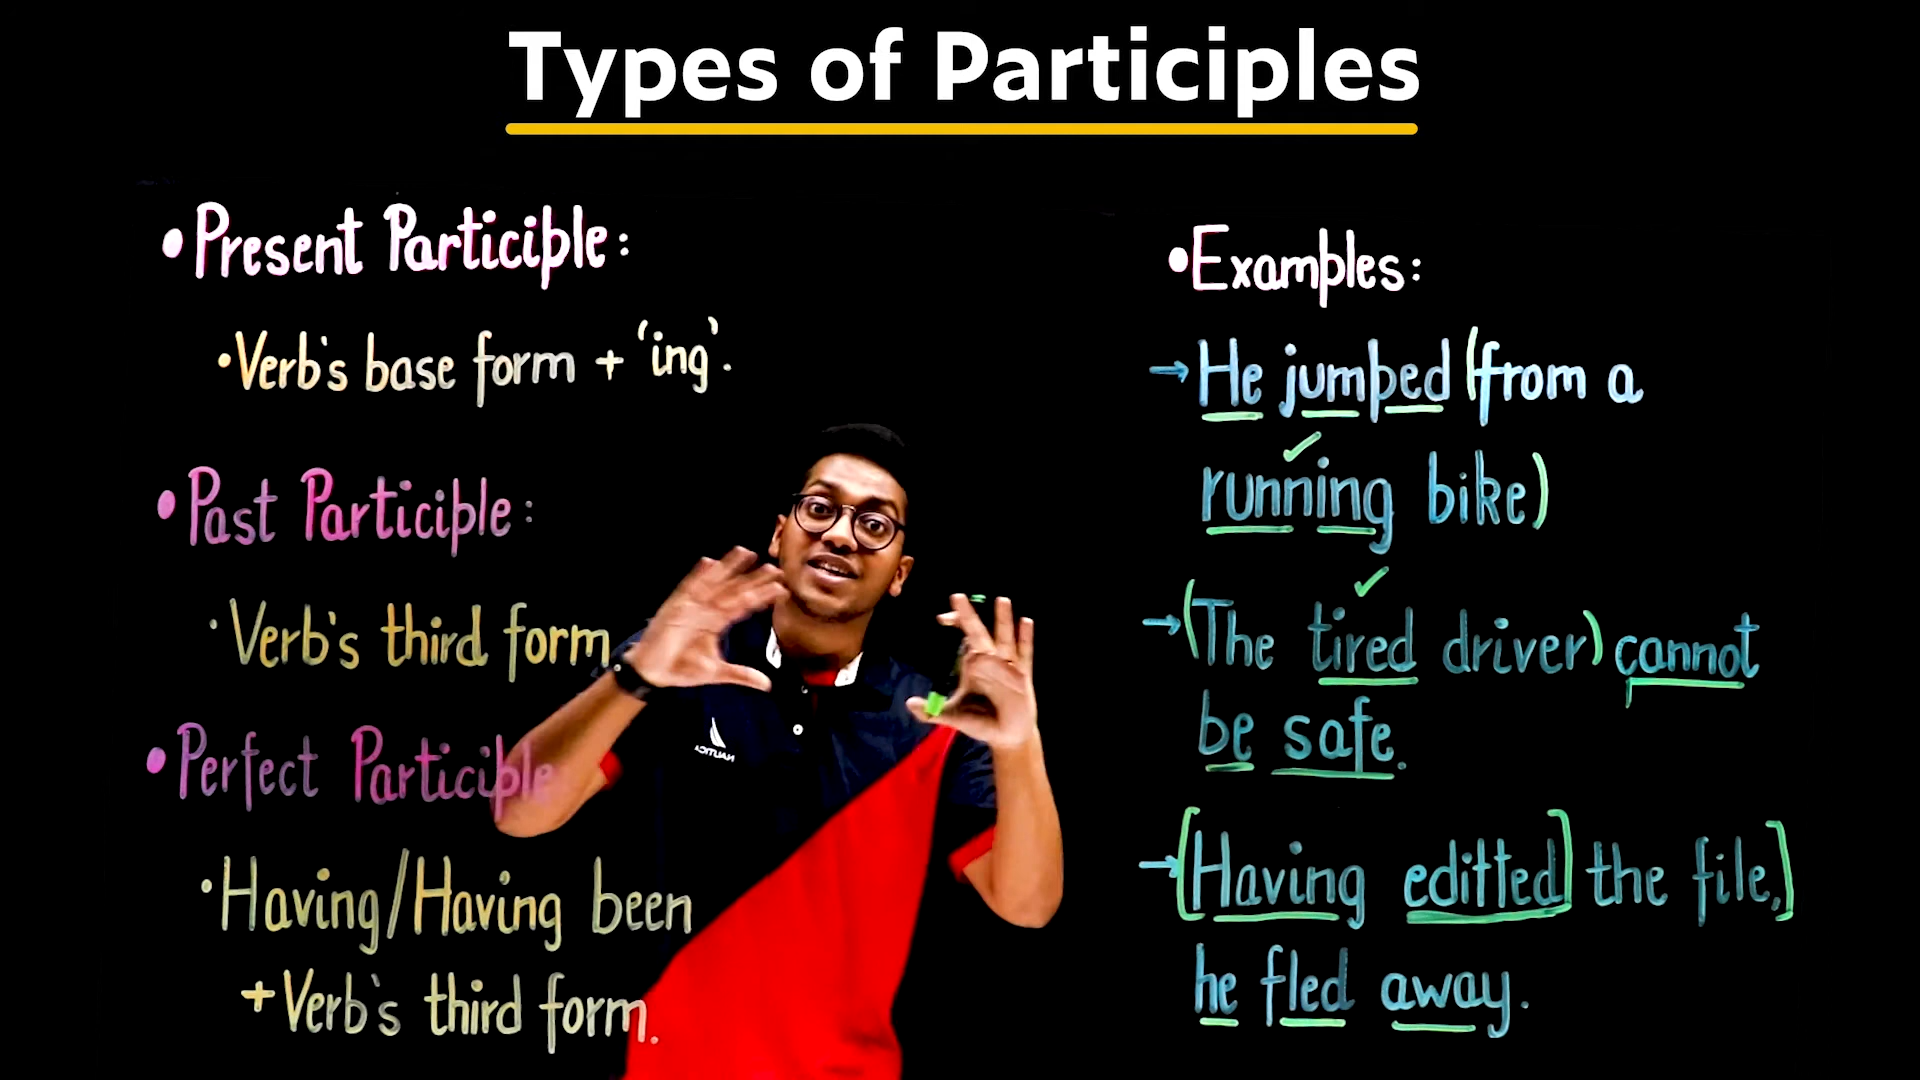 Types of Participles
•Present Participle:
•Verb's base form + 'ing'.
•Past Participle:
•Verb's third form.
•Perfect Participle
•Having/Having been
+Verb's third form.
•Examples:
→He jumped (from a
running bike)
→(The tired driver) cannot
be safe.
→[[Having editted] the file,]
he fled away.
NAUTICA